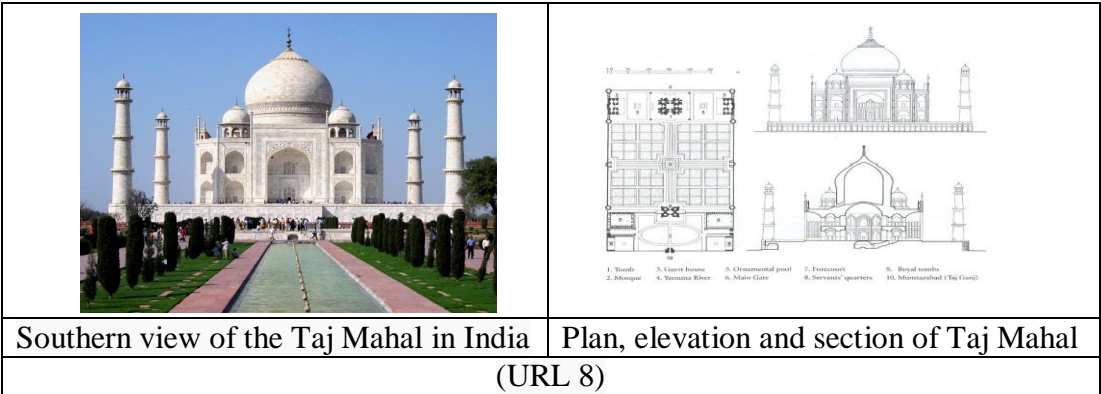 1. Tomb 3. Guest house 5. Ornamental pool 7. Forecourt 9. Royal tombs
2. Mosque 4. Yamuna River 6. Main Gate 8. Servants' quarters 10. Mumtazabad (Taj Ganj)
Southern view of the Taj Mahal in India
Plan, elevation and section of Taj Mahal
(URL 8)